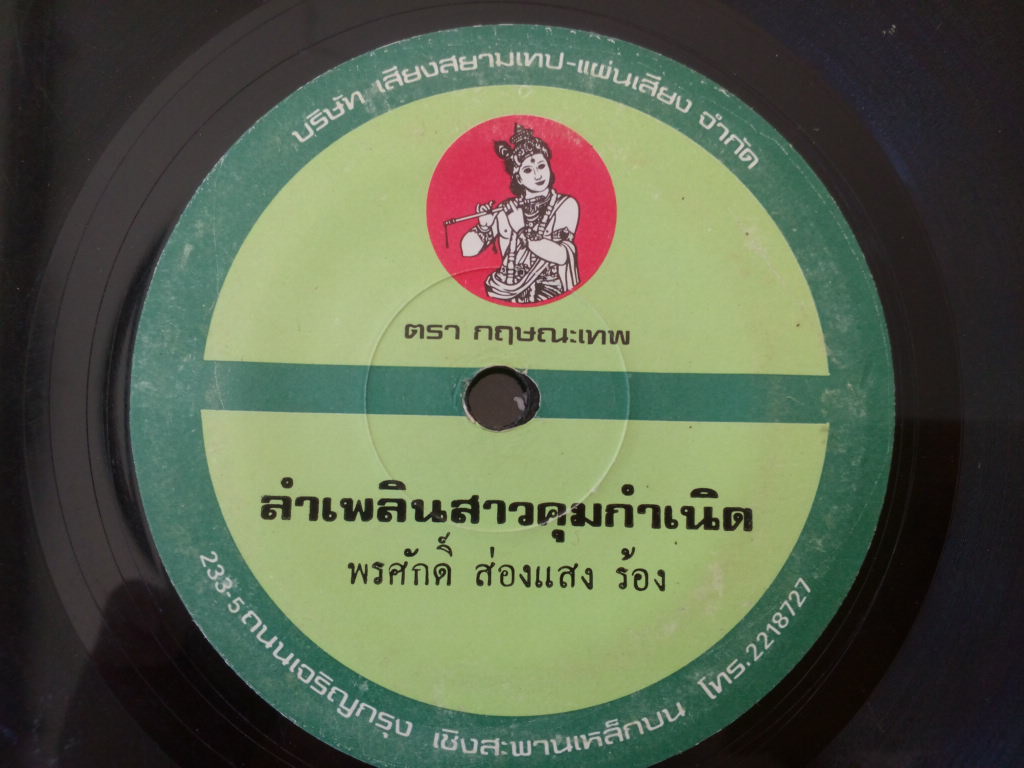 บริษัท เสียงสยามเทป-แผ่นเสียง จำกัด
ตรา กฤษณะเทพ
ลำเพลินสาวคุมกำเนิด
พรศักดิ์ ส่องแสง ร้อง
233-5 ถนนเจริญกรุง เชิงสะพานเหล็กบน โทร. 2218727